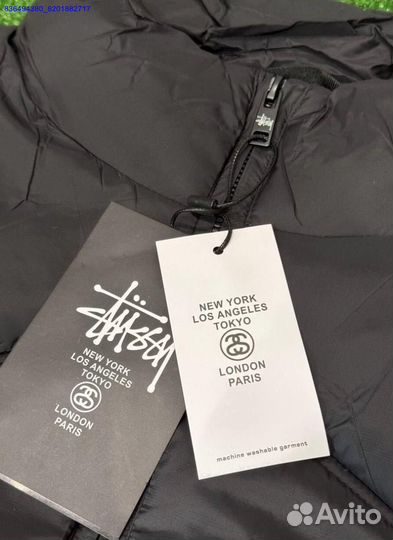 836494380_8201882717
Stüssy
NEW YORK
LOS ANGELES
TOKYO
LONDON
PARIS
NEW YORK
LOS ANGELES
TOKYO
LONDON
PARIS
machine washable garment
Avito